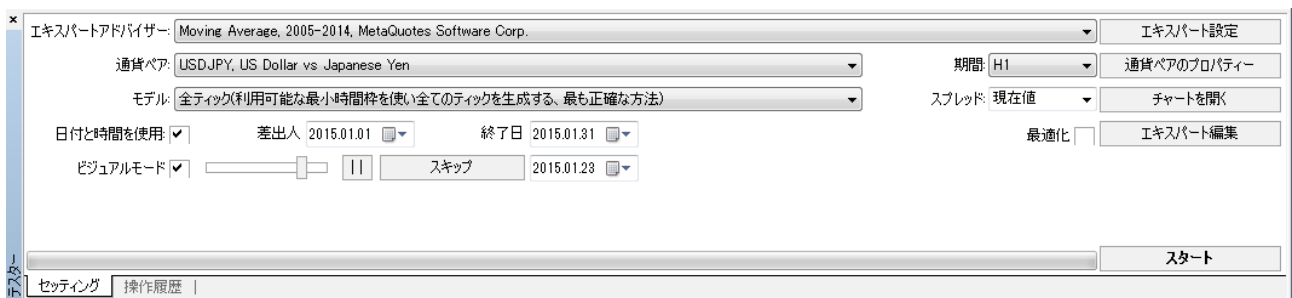 エキスパートアドバイザー: Moving Average, 2005-2014, MetaQuotes Software Corp. エキスパート設定
通貨ペア: USDJPY, US Dollar vs Japanese Yen 期間: H1 通貨ペアのプロパティー
モデル: 全ティック(利用可能な最小時間枠を使い全てのティックを生成する、最も正確な方法) スプレッド: 現在値 チャートを開く
日付と時間を使用: 差出人 2015.01.01 終了日 2015.01.31 最適化 エキスパート編集
ビジュアルモード スキップ 2015.01.23
スタート
テスター
セッティング 操作履歴